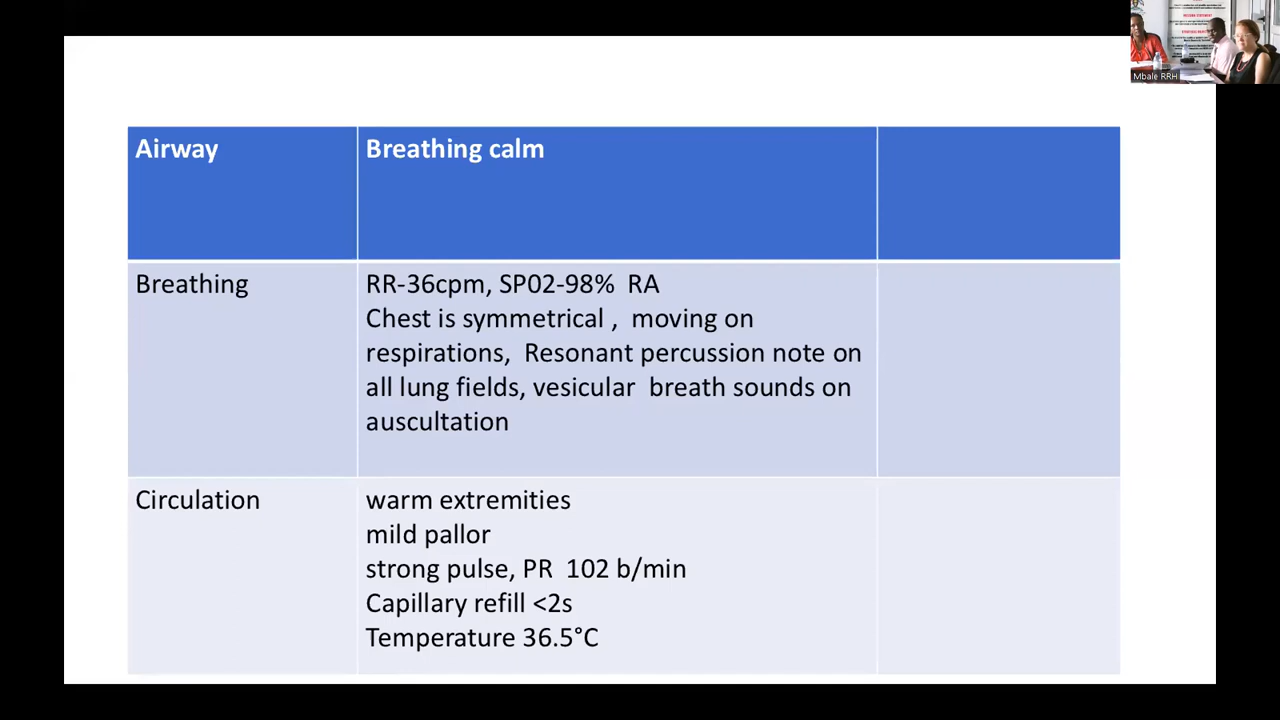 Airway
Breathing calm
Breathing
RR-36cpm, SP02-98% RA
Chest is symmetrical , moving on
respirations, Resonant percussion note on
all lung fields, vesicular breath sounds on
auscultation
Circulation
warm extremities
mild pallor
strong pulse, PR 102 b/min
Capillary refill <2s
Temperature 36.5°C
Mbale RRH